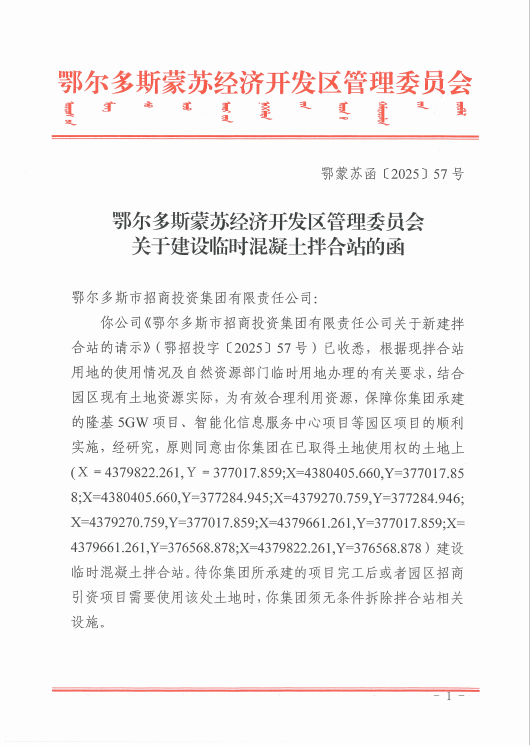 鄂尔多斯蒙苏经济开发区管理委员会
鄂蒙苏函〔2025〕57号
鄂尔多斯蒙苏经济开发区管理委员会
关于建设临时混凝土拌合站的函
鄂尔多斯市招商投资集团有限责任公司：
你公司《鄂尔多斯市招商投资集团有限责任公司关于新建拌
合站的请示》（鄂招投字〔2025〕57号）已收悉，根据现拌合站
用地的使用情况及自然资源部门临时用地办理的有关要求，结合
园区现有土地资源实际，为有效合理利用资源，保障你集团承建
的隆基5GW项目、智能化信息服务中心项目等园区项目的顺利
实施，经研究，原则同意由你集团在已取得土地使用权的土地上
(X=4379822.261,Y=377017.859;X=4380405.660,Y=377017.85
8;X=4380405.660,Y=377284.945;X=4379270.759,Y=377284.946;
X=4379270.759,Y=377017.859;X=4379661.261,Y=377017.859;X=
4379661.261,Y=376568.878;X=4379822.261,Y=376568.878）建设
临时混凝土拌合站。待你集团所承建的项目完工后或者园区招商
引资项目需要使用该处土地时，你集团须无条件拆除拌合站相关
设施。
- 1 -